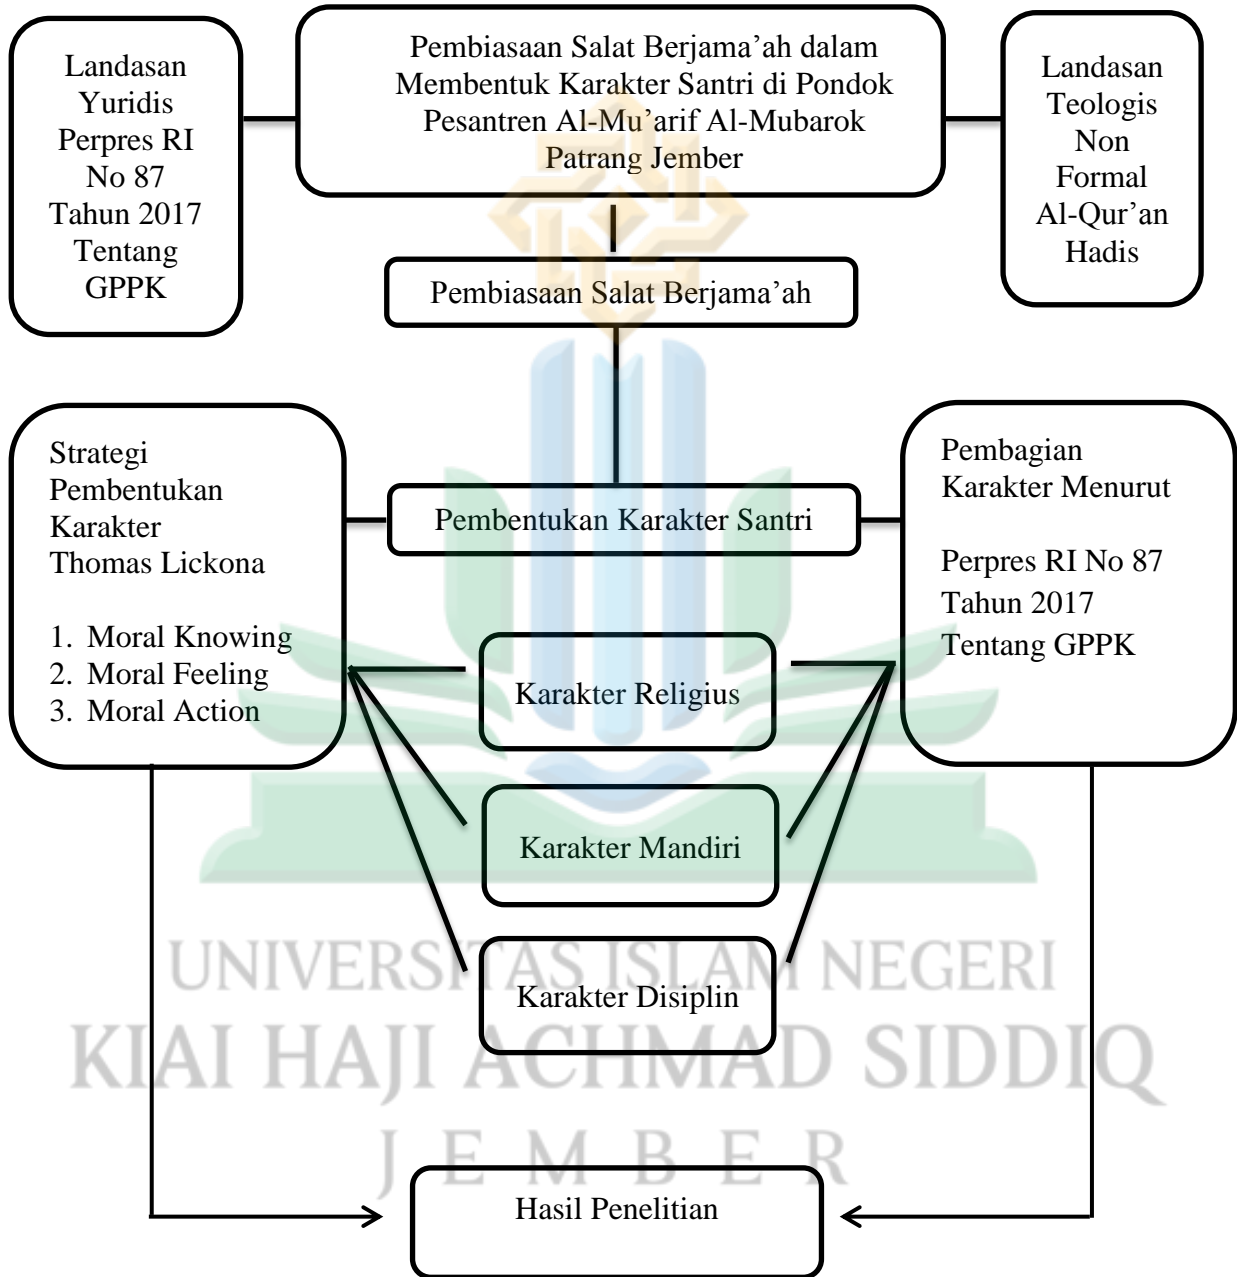 Landasan
Yuridis
Perpres RI
No 87
Tahun 2017
Tentang
GPPK
Pembiasaan Salat Berjama’ah dalam
Membentuk Karakter Santri di Pondok
Pesantren Al-Mu’arif Al-Mubarok
Patrang Jember
Landasan
Teologis
Non
Formal
Al-Qur’an
Hadis
Pembiasaan Salat Berjama’ah
Strategi
Pembentukan
Karakter
Thomas Lickona
1. Moral Knowing
2. Moral Feeling
3. Moral Action
Pembentukan Karakter Santri
Pembagian
Karakter Menurut
Perpres RI No 87
Tahun 2017
Tentang GPPK
Karakter Religius
Karakter Mandiri
Karakter Disiplin
UNIVERSITAS ISLAM NEGERI
KIAI HAJI ACHMAD SIDDIQ
JEMBER
Hasil Penelitian